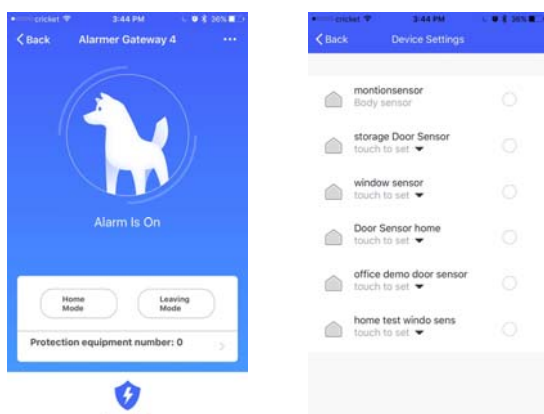 cricket 3:44 PM 36%
Back Alarmer Gateway 4 •••
Alarm Is On
Home Mode
Leaving Mode
Protection equipment number: 0
cricket 3:44 PM 36%
Back Device Settings
montionsensor
Body sensor
storage Door Sensor
touch to set
window sensor
touch to set
Door Sensor home
touch to set
office demo door sensor
touch to set
home test windo sens
touch to set